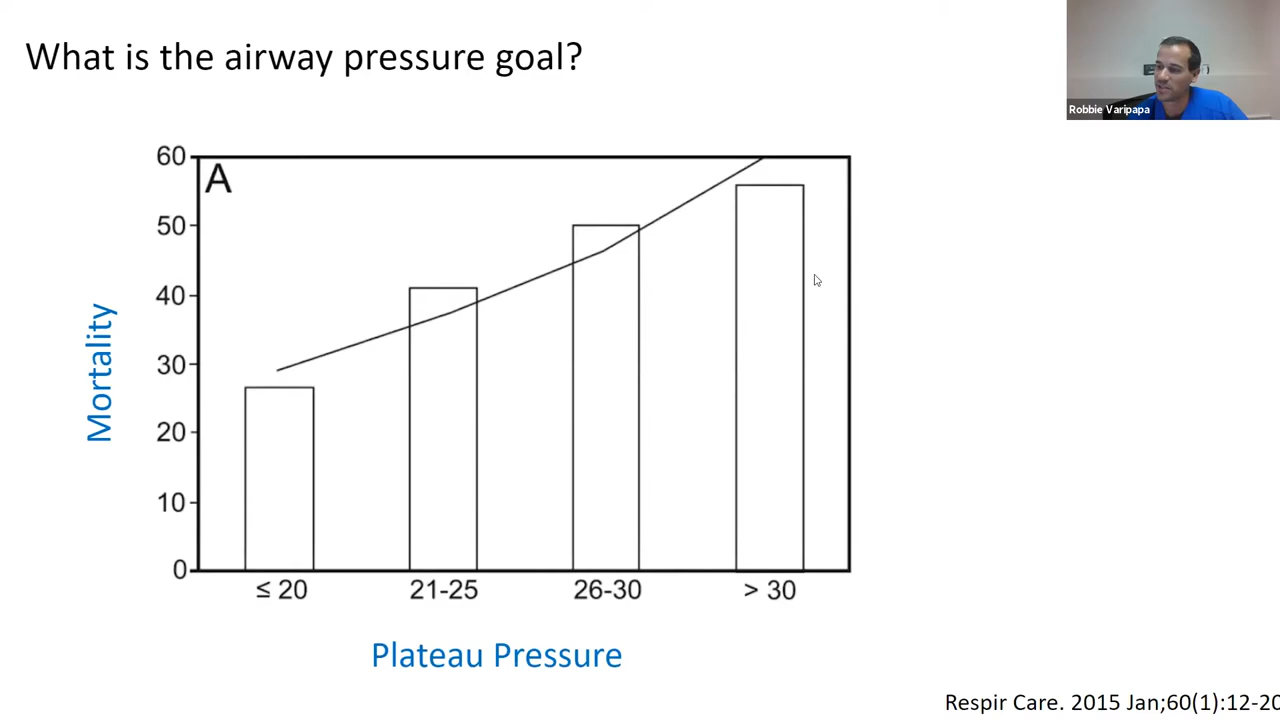 What is the airway pressure goal?
Robbie Varipapa
A
60
50
40
30
20
10
0
Mortality
≤ 20
21-25
26-30
> 30
Plateau Pressure
Respir Care. 2015 Jan;60(1):12-20